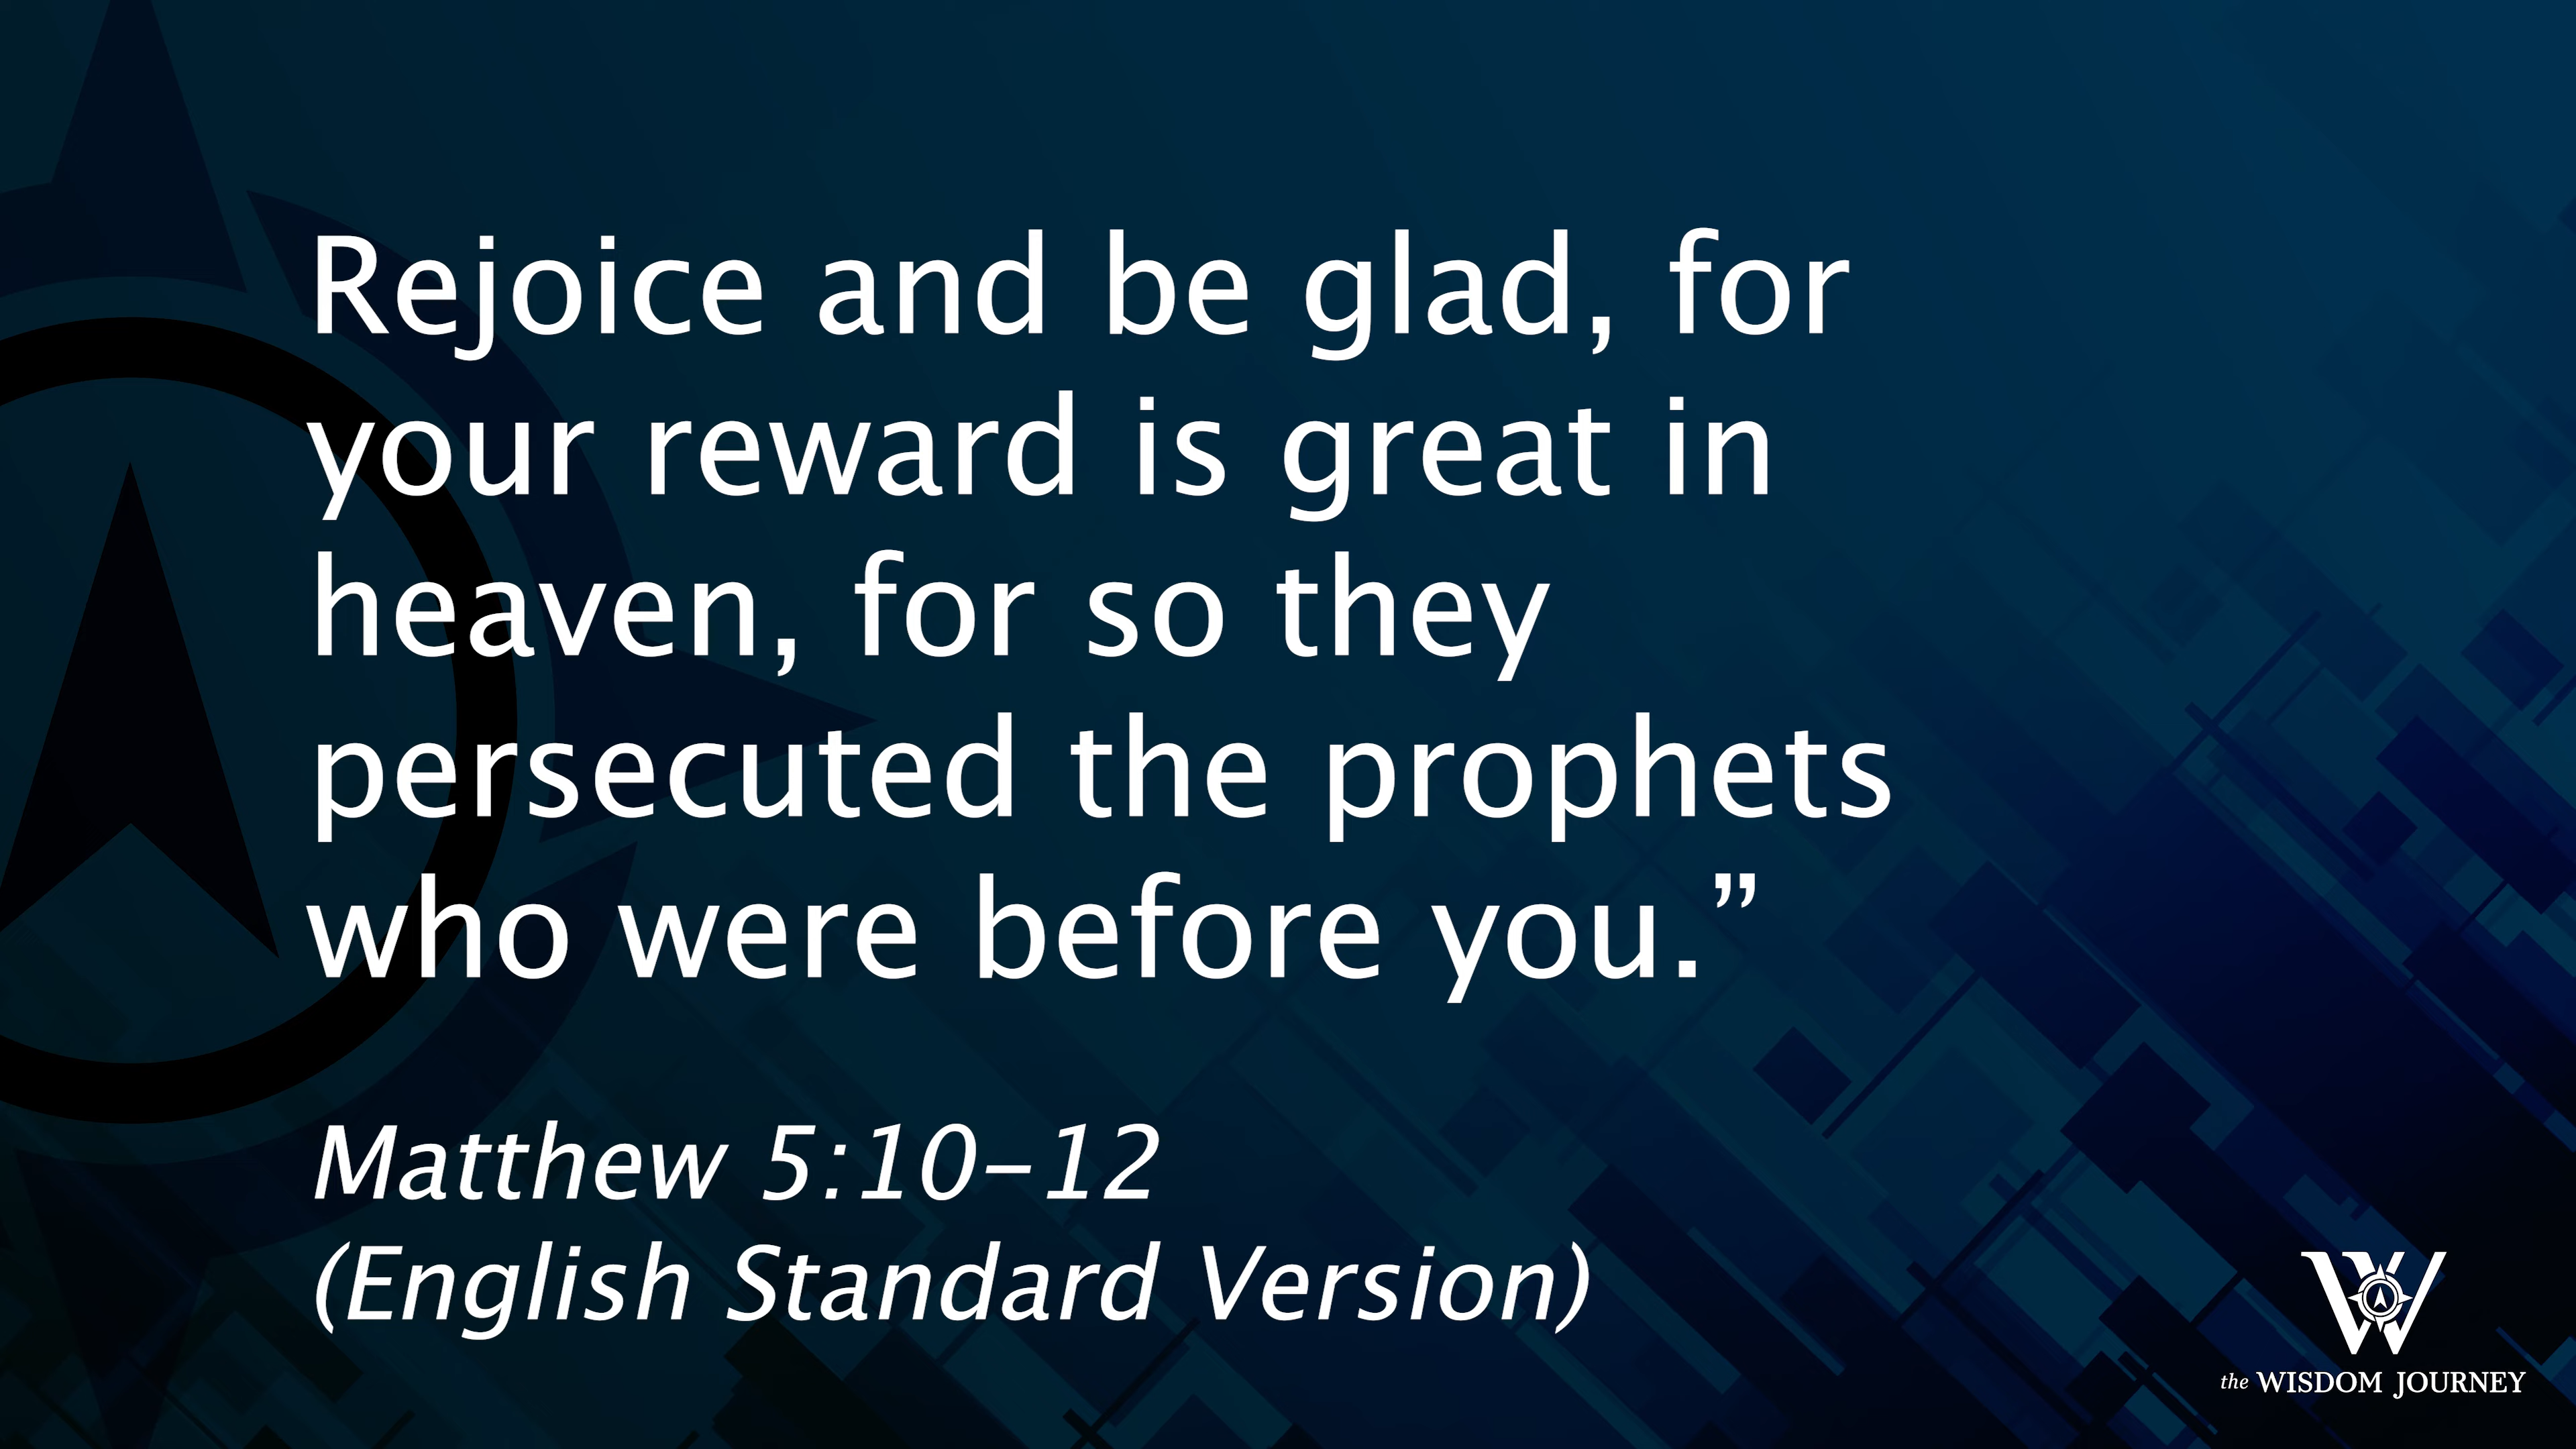 Rejoice and be glad, for
your reward is great in
heaven, for so they
persecuted the prophets
who were before you.”
Matthew 5:10–12
(English Standard Version)
W
the WISDOM JOURNEY